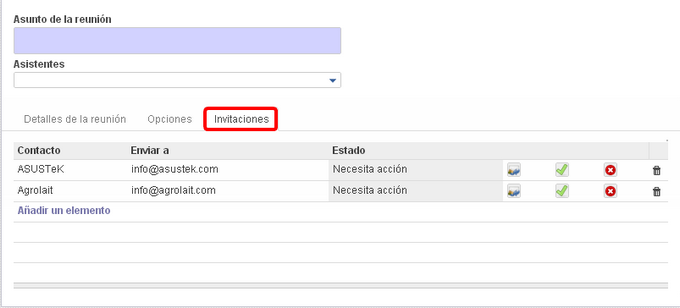 Asunto de la reunión
Asistentes
Detalles de la reunión Opciones Invitaciones
Contacto Enviar a Estado
ASUSTeK info@asustek.com Necesita acción
Agrolait info@agrolait.com Necesita acción
Añadir un elemento